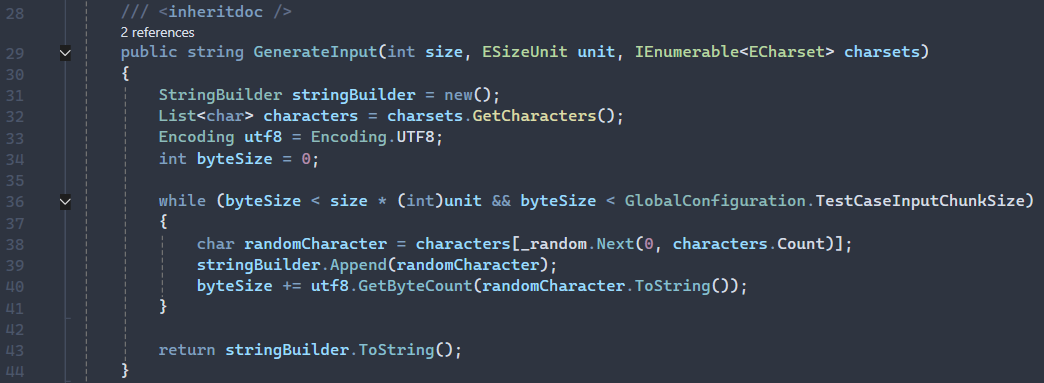 28 /// <inheritdoc />
2 references
29 public string GenerateInput(int size, ESizeUnit unit, IEnumerable<ECharset> charsets)
30 {
31 StringBuilder stringBuilder = new();
32 List<char> characters = charsets.GetCharacters();
33 Encoding utf8 = Encoding.UTF8;
34 int byteSize = 0;
35
36 while (byteSize < size * (int)unit && byteSize < GlobalConfiguration.TestCaseInputChunkSize)
37 {
38 char randomCharacter = characters[_random.Next(0, characters.Count)];
39 stringBuilder.Append(randomCharacter);
40 byteSize += utf8.GetByteCount(randomCharacter.ToString());
41 }
42
43 return stringBuilder.ToString();
44 }